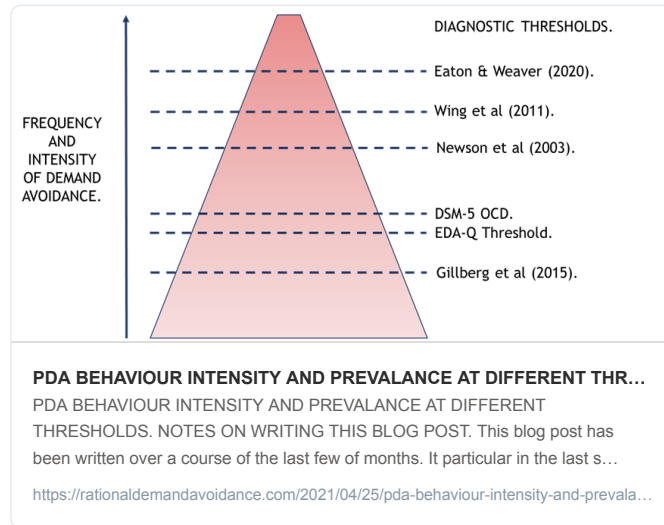 DIAGNOSTIC THRESHOLDS.
Eaton & Weaver (2020).
Wing et al (2011).
FREQUENCY
AND
INTENSITY
OF DEMAND
AVOIDANCE.
Newson et al (2003).
DSM-5 OCD.
EDA-Q Threshold.
Gillberg et al (2015).
PDA BEHAVIOUR INTENSITY AND PREVALANCE AT DIFFERENT THR...
PDA BEHAVIOUR INTENSITY AND PREVALANCE AT DIFFERENT
THRESHOLDS. NOTES ON WRITING THIS BLOG POST. This blog post has
been written over a course of the last few of months. It particular in the last s...
https://rationaldemandavoidance.com/2021/04/25/pda-behaviour-intensity-and-prevala...